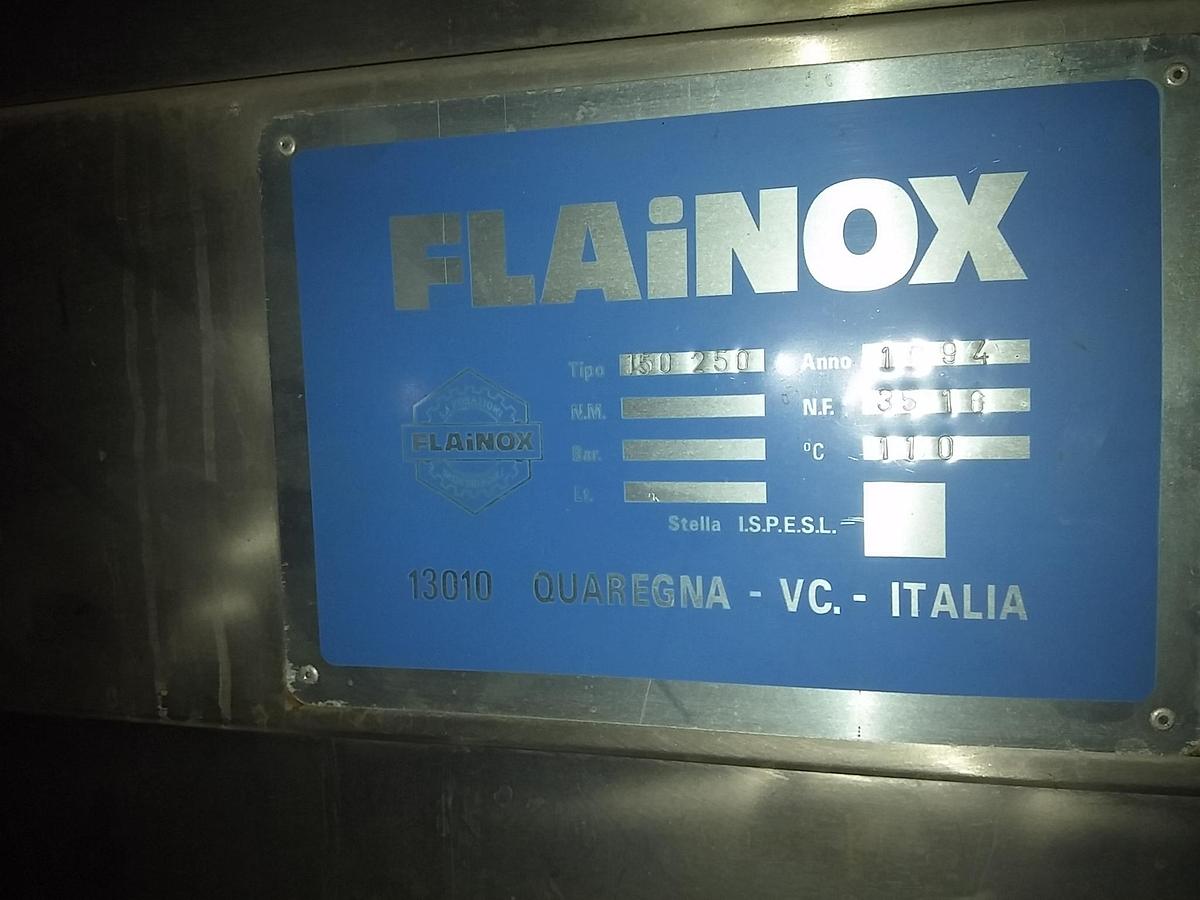 FLAiNOX
Tipo 150 250 Anno 1994
N.M. N.F. 3516
FLAiNOX
Bar. °C 110
Lt.
Stella I.S.P.E.S.L.
13010 QUAREGNA - VC. - ITALIA